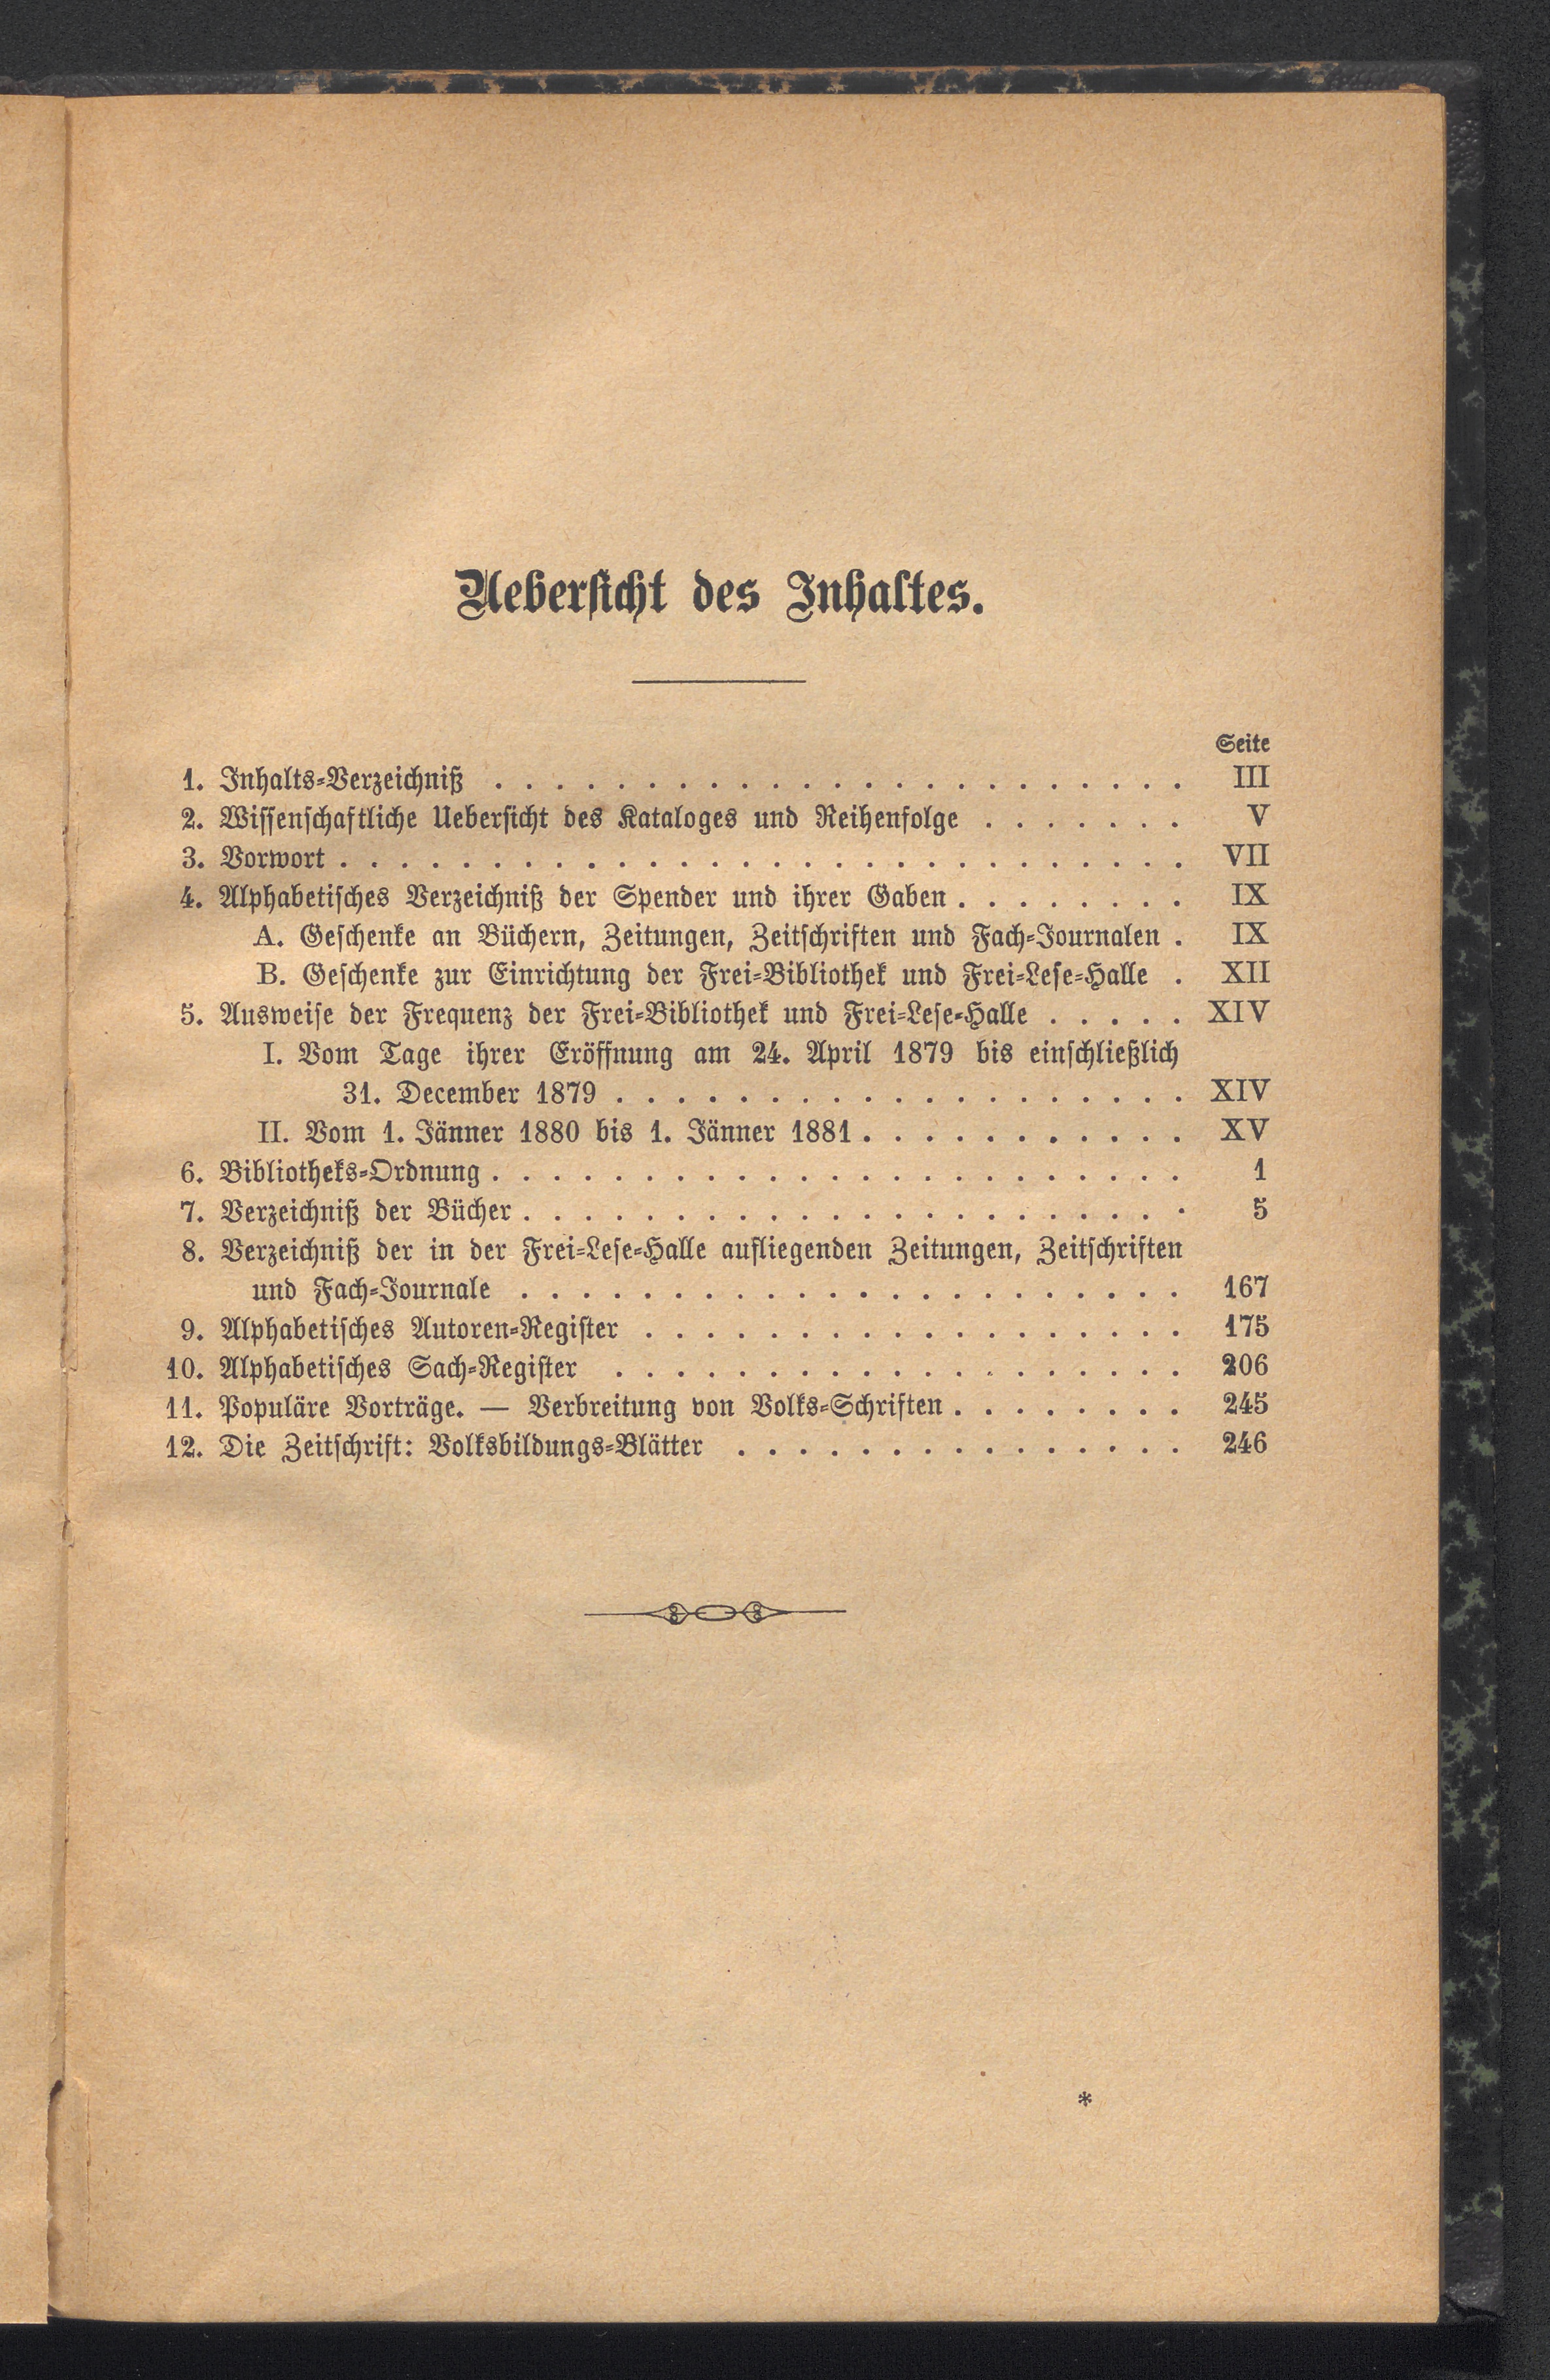 Uebersicht des Inhaltes.
Seite
1. Inhalts-Verzeichniß . . . . . . . . . . . . . . . . . . . . . . . III
2. Wissenschaftliche Uebersicht des Kataloges und Reihenfolge . . . . . . . V
3. Vorwort . . . . . . . . . . . . . . . . . . . . . . . . . . . . VII
4. Alphabetisches Verzeichniß der Spender und ihrer Gaben . . . . . . . . IX
A. Geschenke an Büchern, Zeitungen, Zeitschriften und Fach-Journalen . IX
B. Geschenke zur Einrichtung der Frei-Bibliothek und Frei-Lese-Halle . XII
5. Ausweise der Frequenz der Frei-Bibliothek und Frei-Lese-Halle . . . . . XIV
I. Vom Tage ihrer Eröffnung am 24. April 1879 bis einschließlich
31. December 1879 . . . . . . . . . . . . . . . . . . . XIV
II. Vom 1. Jänner 1880 bis 1. Jänner 1881 . . . . . . . . . . . XV
6. Bibliotheks-Ordnung . . . . . . . . . . . . . . . . . . . . . . . 1
7. Verzeichniß der Bücher . . . . . . . . . . . . . . . . . . . . . . 5
8. Verzeichniß der in der Frei-Lese-Halle aufliegenden Zeitungen, Zeitschriften
und Fach-Journale . . . . . . . . . . . . . . . . . . . . . . 167
9. Alphabetisches Autoren-Register . . . . . . . . . . . . . . . . . . 175
10. Alphabetisches Sach-Register . . . . . . . . . . . . . . . . . . . 206
11. Populäre Vorträge. — Verbreitung von Volks-Schriften . . . . . . . . 245
12. Die Zeitschrift: Volksbildungs-Blätter . . . . . . . . . . . . . . . 246
*